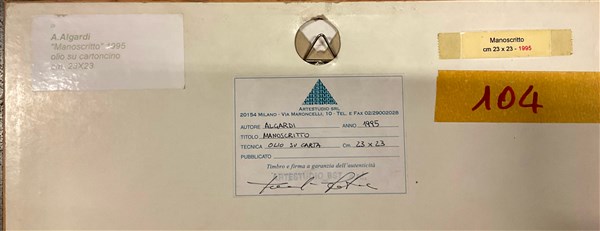 A.Algardi
"Manoscritto" 1995
olio su cartoncino
cm. 23X23
ARTESTUDIO SRL
20154 MILANO - VIA MARONCELLI, 10 - TEL. E FAX 02/29002028
AUTORE ALGARDI ANNO 1995
TITOLO MANOSCRITTO
TECNICA OLIO SU CARTA CM. 23 x 23
PUBBLICATO
Timbro e firma a garanzia dell'autenticità
ARTESTUDIO
Manoscritto
cm 23 x 23 - 1995
104